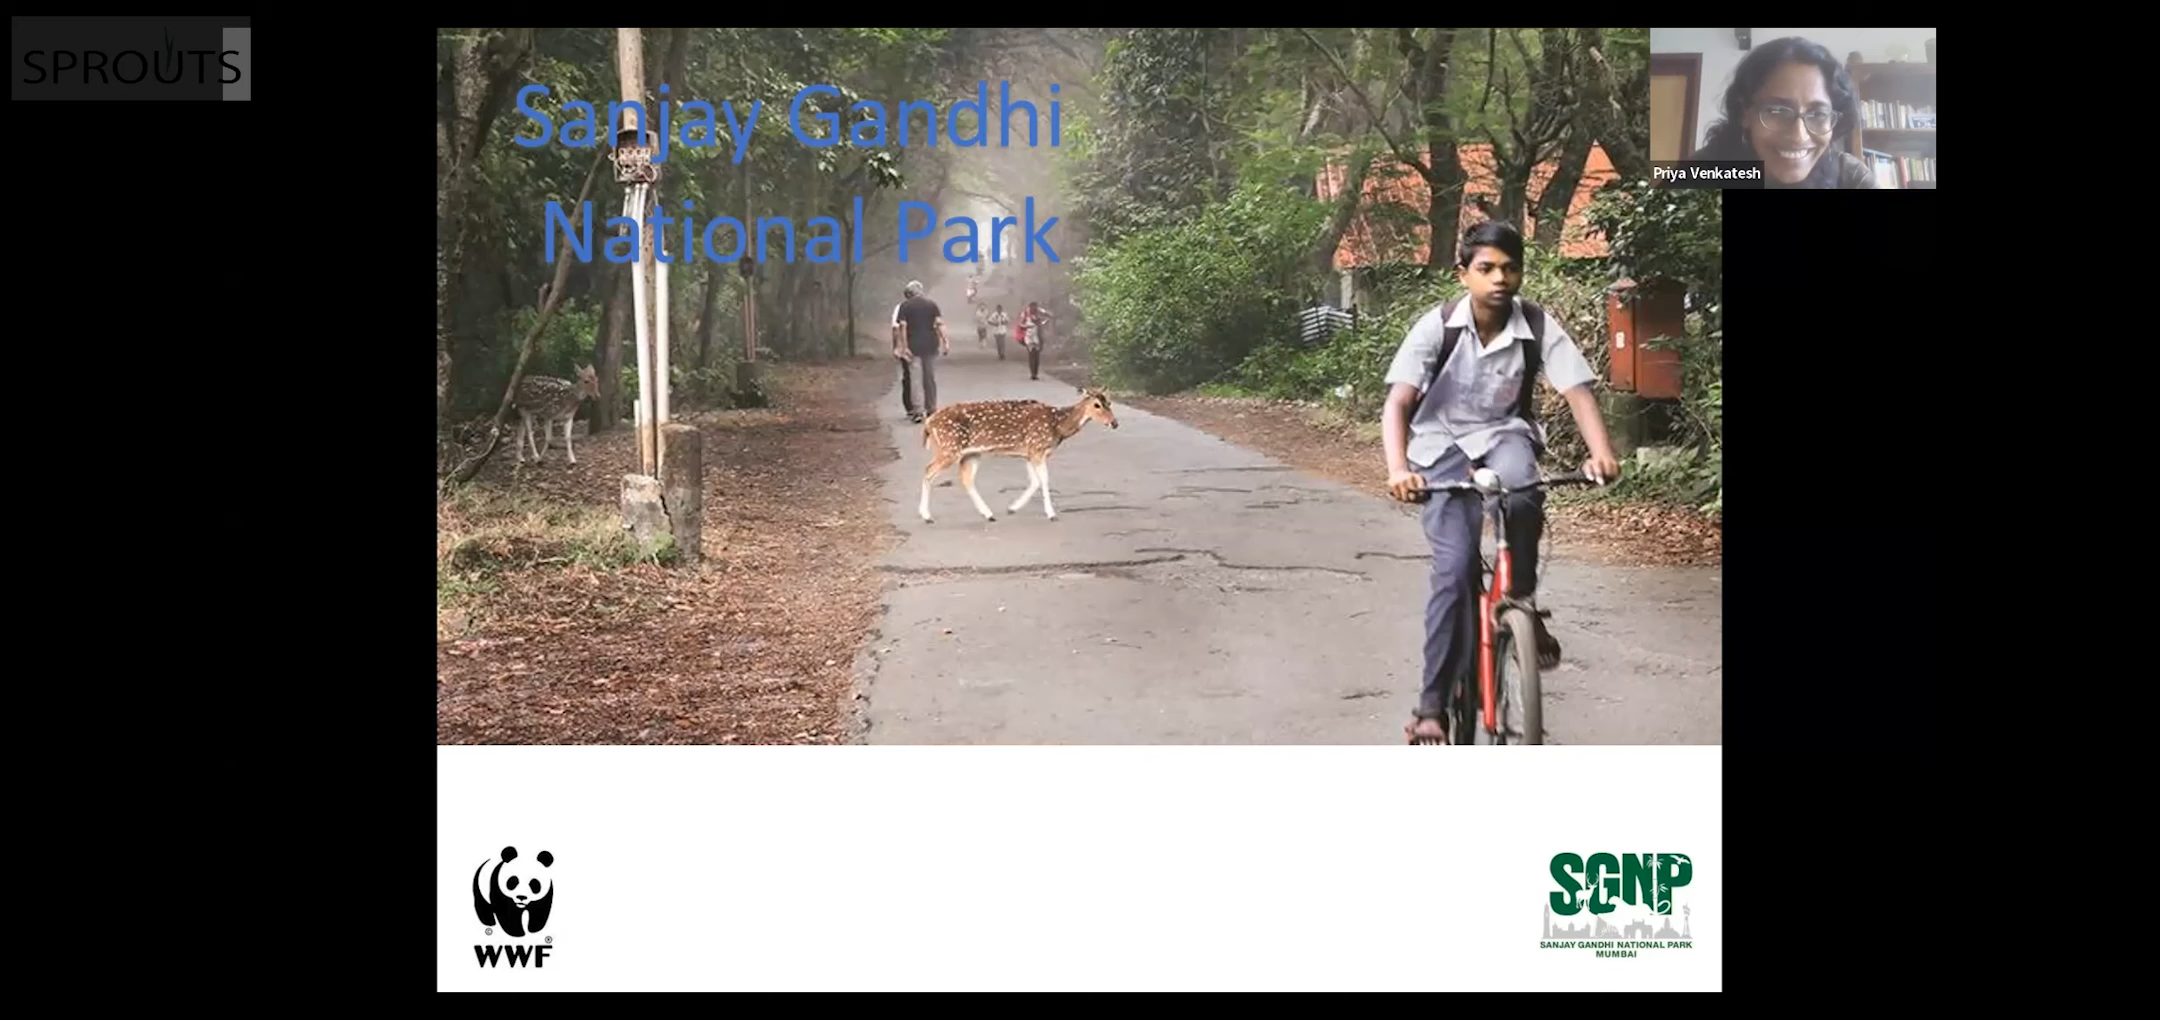 SPROUTS
Sanjay Gandhi
National Park
Priya Venkatesh
©
®
WWF
SGNP
SANJAY GANDHI NATIONAL PARK
MUMBAI